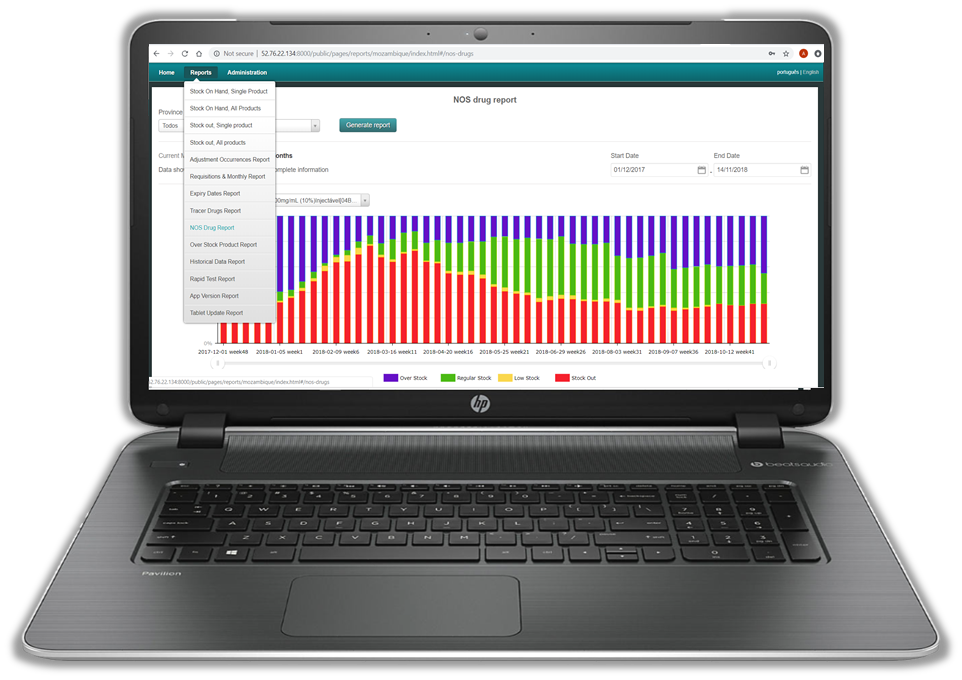 Not secure | 52.76.22.134:8000/public/pages/reports/mozambique/index.html#/nos-drugs
A
Home Reports Administration português | English
NOS drug report
Stock On Hand, Single Product
Stock On Hand, All Products
Stock out, Single product
Stock out, All products
Adjustment Occurrences Report
Requisitions & Monthly Report
Expiry Dates Report
Tracer Drugs Report
NOS Drug Report
Over Stock Product Report
Historical Data Report
Rapid Test Report
App Version Report
Tablet Update Report
Province
Todos
Generate report
Current
onths
Data
omplete information
Start Date End Date
01/12/2017 - 14/11/2018
00mg/mL (10%)Injectável[04B...
0%
2017-12-01 week48 2018-01-05 week1 2018-02-09 week6 2018-03-16 week11 2018-04-20 week16 2018-05-25 week21 2018-06-29 week26 2018-08-03 week31 2018-09-07 week36 2018-10-12 week41
Over Stock Regular Stock Low Stock Stock Out
52.76.22.134:8000/public/pages/reports/mozambique/index.html#/nos-drugs
hp
beatsaudio
Q W E R T Y U I O P
A S D F G H J K L
Z X C V B N M
Pavilion